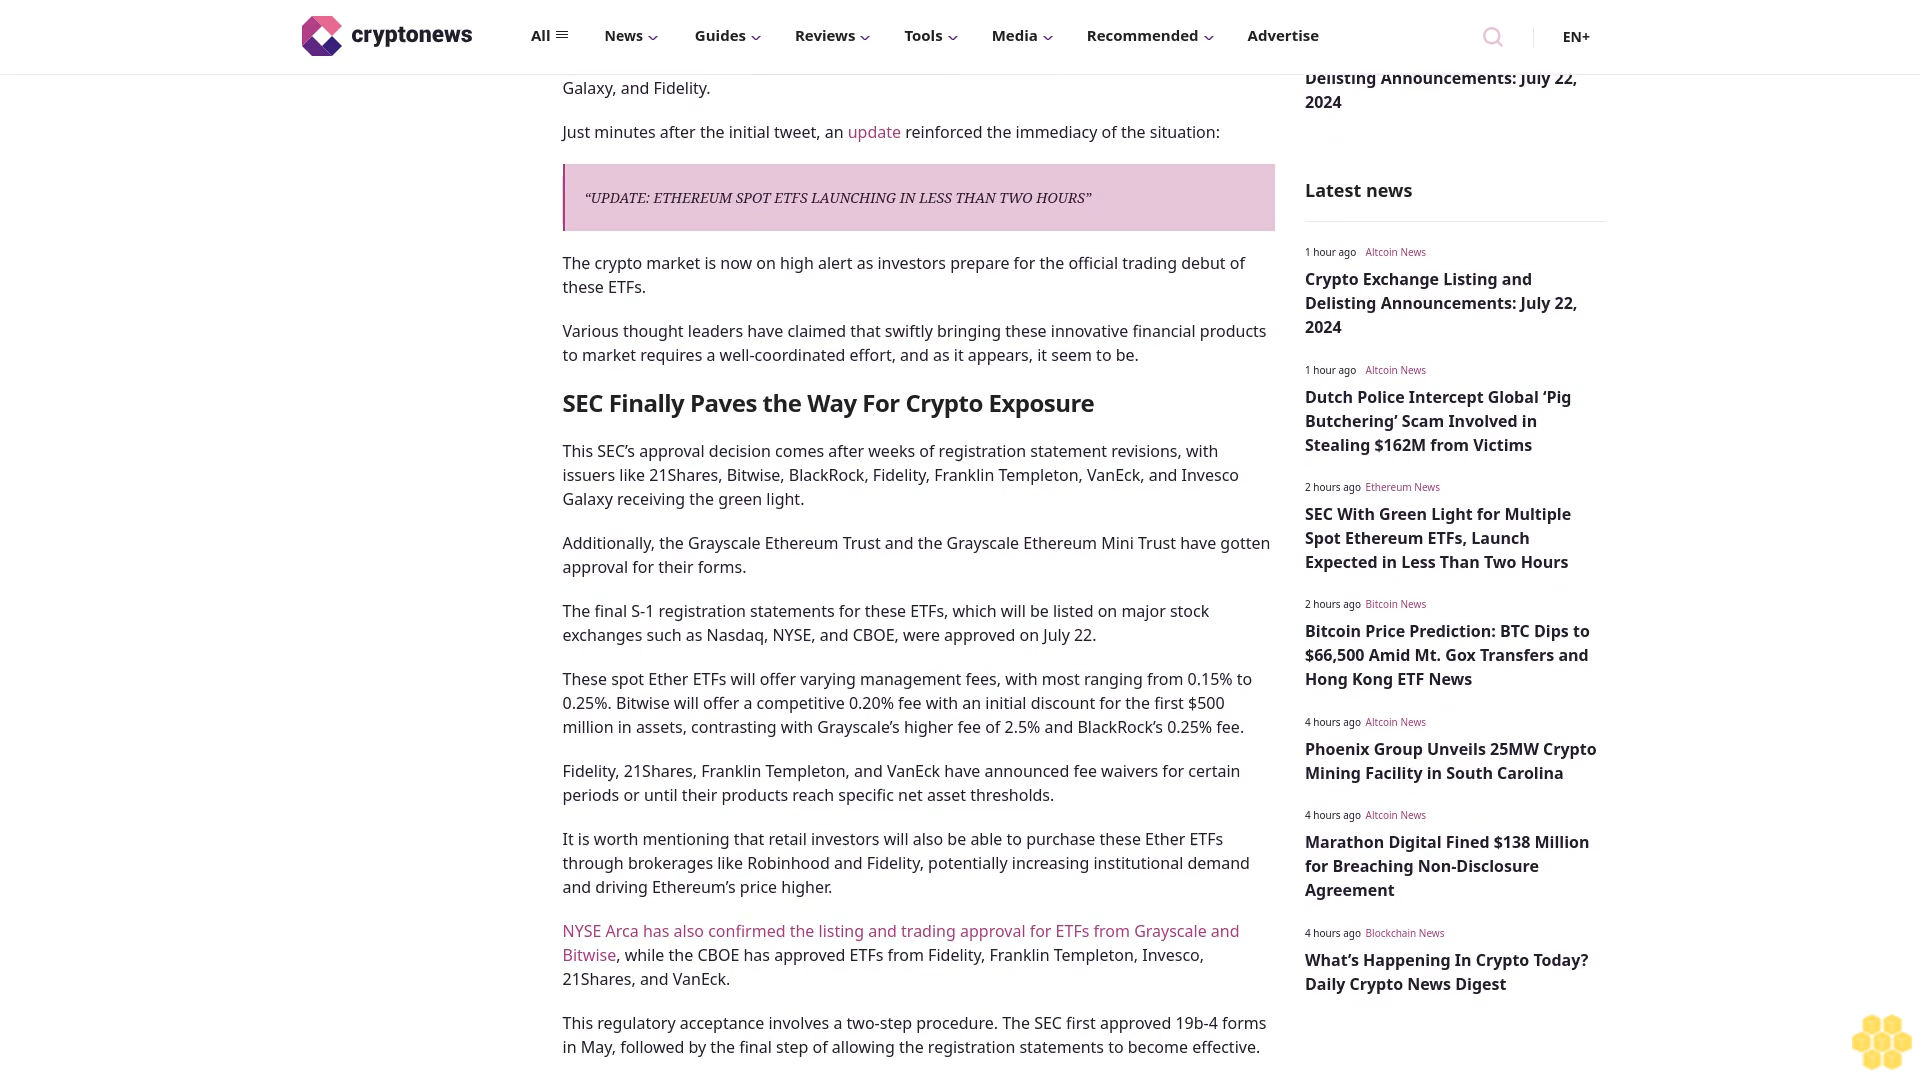 cryptonews
All
News
Guides
Reviews
Tools
Media
Recommended
Advertise
EN+
Galaxy, and Fidelity.
Just minutes after the initial tweet, an update reinforced the immediacy of the situation:
“UPDATE: ETHEREUM SPOT ETFS LAUNCHING IN LESS THAN TWO HOURS”
The crypto market is now on high alert as investors prepare for the official trading debut of
these ETFs.
Various thought leaders have claimed that swiftly bringing these innovative financial products
to market requires a well-coordinated effort, and as it appears, it seem to be.
SEC Finally Paves the Way For Crypto Exposure
This SEC’s approval decision comes after weeks of registration statement revisions, with
issuers like 21Shares, Bitwise, BlackRock, Fidelity, Franklin Templeton, VanEck, and Invesco
Galaxy receiving the green light.
Additionally, the Grayscale Ethereum Trust and the Grayscale Ethereum Mini Trust have gotten
approval for their forms.
The final S-1 registration statements for these ETFs, which will be listed on major stock
exchanges such as Nasdaq, NYSE, and CBOE, were approved on July 22.
These spot Ether ETFs will offer varying management fees, with most ranging from 0.15% to
0.25%. Bitwise will offer a competitive 0.20% fee with an initial discount for the first $500
million in assets, contrasting with Grayscale’s higher fee of 2.5% and BlackRock’s 0.25% fee.
Fidelity, 21Shares, Franklin Templeton, and VanEck have announced fee waivers for certain
periods or until their products reach specific net asset thresholds.
It is worth mentioning that retail investors will also be able to purchase these Ether ETFs
through brokerages like Robinhood and Fidelity, potentially increasing institutional demand
and driving Ethereum’s price higher.
NYSE Arca has also confirmed the listing and trading approval for ETFs from Grayscale and
Bitwise, while the CBOE has approved ETFs from Fidelity, Franklin Templeton, Invesco,
21Shares, and VanEck.
This regulatory acceptance involves a two-step procedure. The SEC first approved 19b-4 forms
in May, followed by the final step of allowing the registration statements to become effective.
Delisting Announcements: July 22,
2024
Latest news
1 hour ago Altcoin News
Crypto Exchange Listing and
Delisting Announcements: July 22,
2024
1 hour ago Altcoin News
Dutch Police Intercept Global ‘Pig
Butchering’ Scam Involved in
Stealing $162M from Victims
2 hours ago Ethereum News
SEC With Green Light for Multiple
Spot Ethereum ETFs, Launch
Expected in Less Than Two Hours
2 hours ago Bitcoin News
Bitcoin Price Prediction: BTC Dips to
$66,500 Amid Mt. Gox Transfers and
Hong Kong ETF News
4 hours ago Altcoin News
Phoenix Group Unveils 25MW Crypto
Mining Facility in South Carolina
4 hours ago Altcoin News
Marathon Digital Fined $138 Million
for Breaching Non-Disclosure
Agreement
4 hours ago Blockchain News
What’s Happening In Crypto Today?
Daily Crypto News Digest